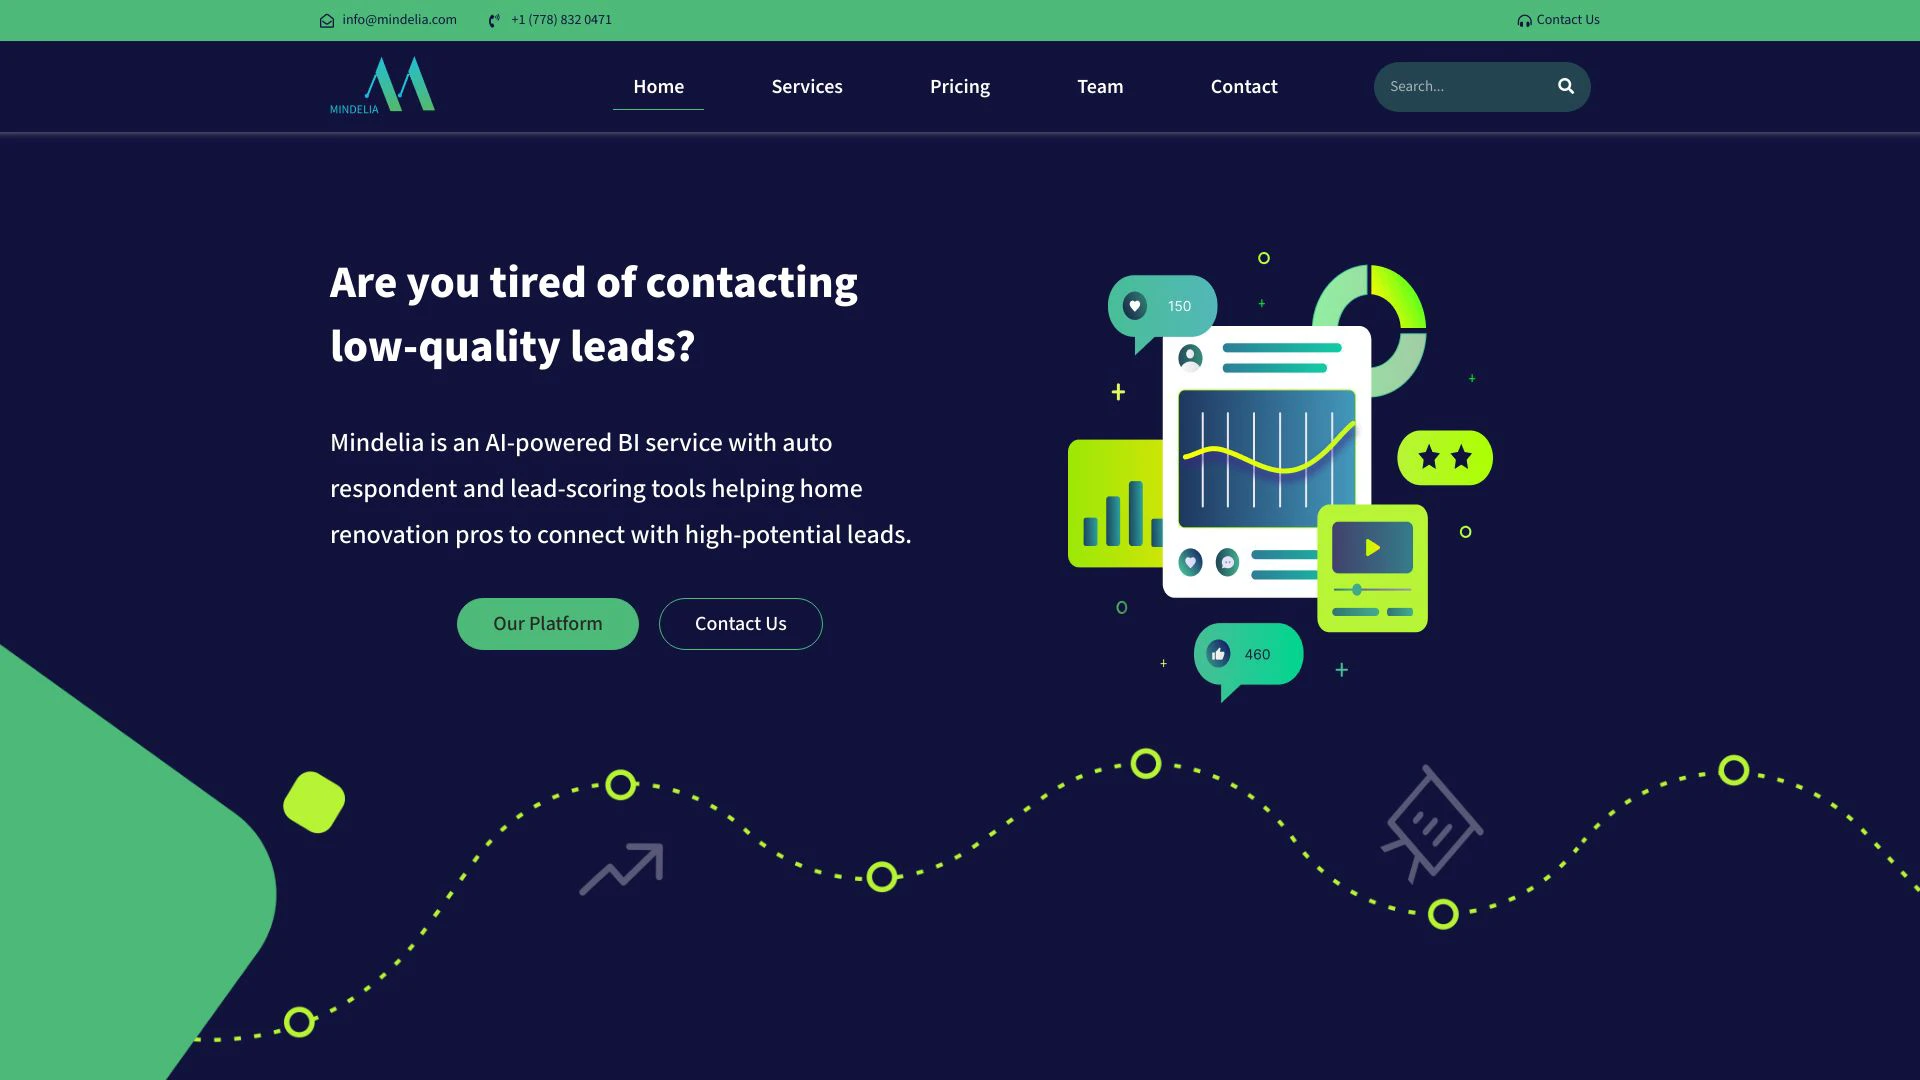 info@mindelia.com
+1 (778) 832 0471
Contact Us
MINDELIA
Home
Services
Pricing
Team
Contact
Search...
Are you tired of contacting
low-quality leads?
Mindelia is an AI-powered BI service with auto
respondent and lead-scoring tools helping home
renovation pros to connect with high-potential leads.
Our Platform
Contact Us
150
460